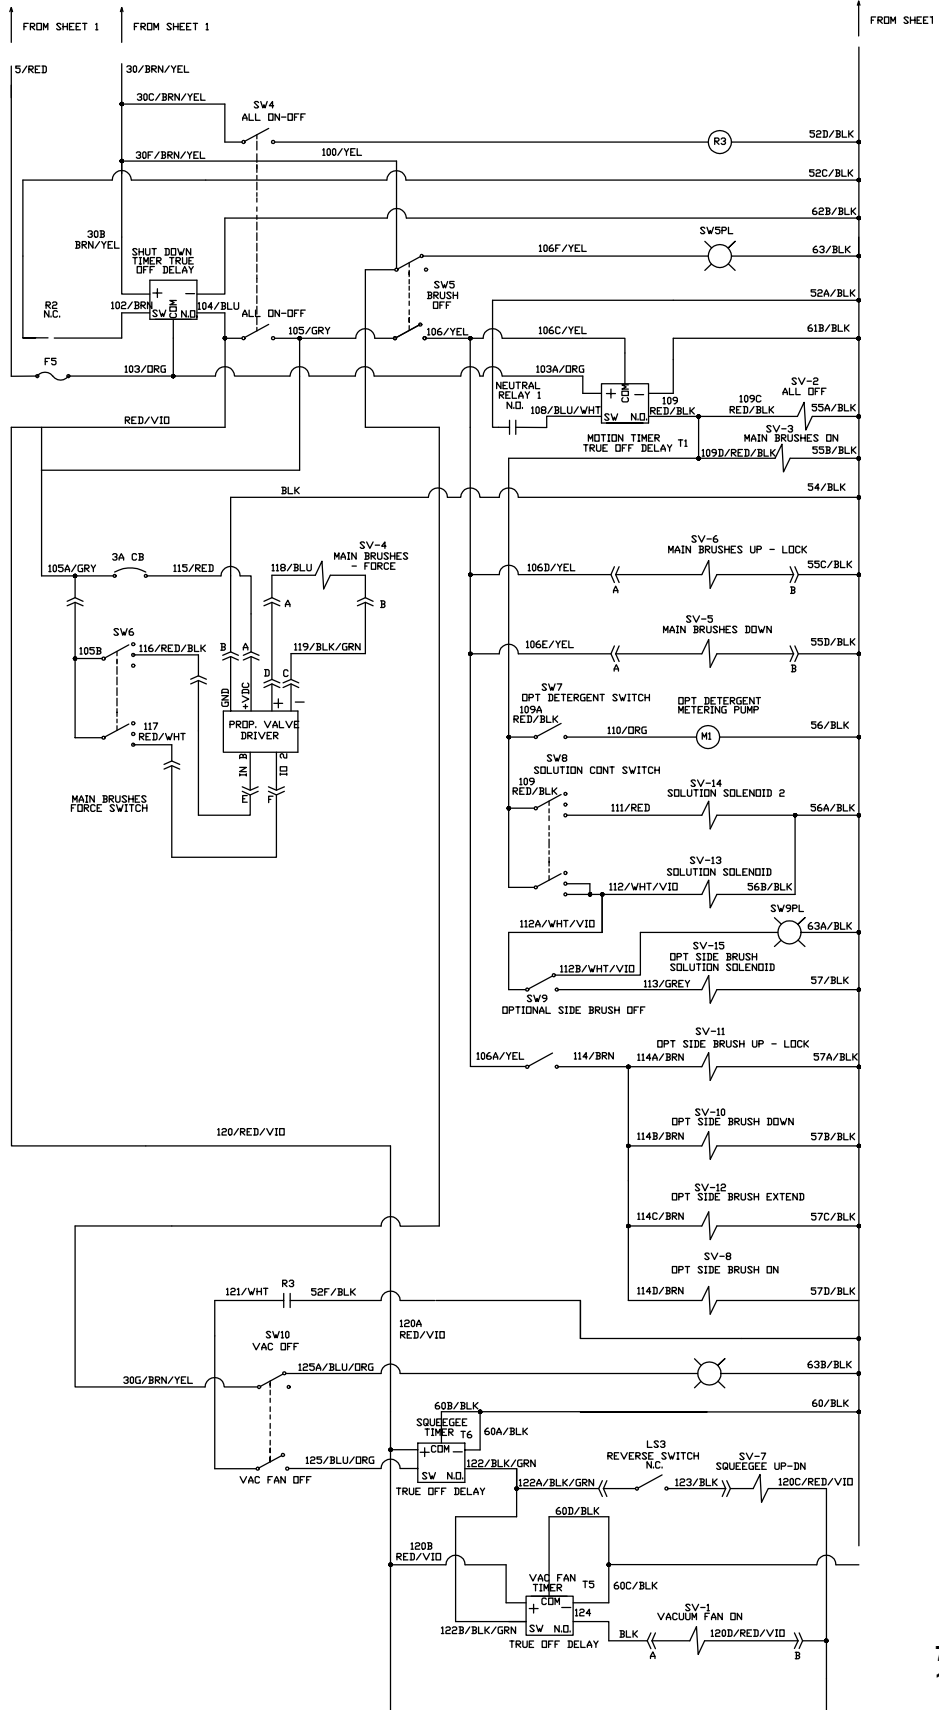 FROM SHEET 1
FROM SHEET 1
FROM SHEET
5/RED
30/BRN/YEL
30C/BRN/YEL
SW4
ALL ON-OFF
R3
52D/BLK
30F/BRN/YEL
100/YEL
52C/BLK
62B/BLK
30B
BRN/YEL
SHUT DOWN
TIMER TRUE
OFF DELAY
106F/YEL
SW5PL
63/BLK
SW5
BRUSH
OFF
52A/BLK
R2
N.C.
102/BRN
+
COM
-
SW
N.O.
104/BLU
ALL ON-OFF
105/GRY
106/YEL
106C/YEL
61B/BLK
F5
103/ORG
103A/ORG
NEUTRAL
RELAY 1
N.O.
108/BLU/WHT
+
COM
-
SW
N.O.
109
RED/BLK
109C
RED/BLK
SV-2
ALL OFF
55A/BLK
RED/VIO
MOTION TIMER
TRUE OFF DELAY
T1
SV-3
MAIN BRUSHES ON
109D/RED/BLK
55B/BLK
BLK
54/BLK
3A CB
105A/GRY
115/RED
118/BLU
SV-4
MAIN BRUSHES
- FORCE
SV-6
MAIN BRUSHES UP - LOCK
106D/YEL
A
B
55C/BLK
A
B
SW6
105B
116/RED/BLK
B
A
119/BLK/GRN
D
C
SV-5
MAIN BRUSHES DOWN
106E/YEL
A
B
55D/BLK
GND
+VDC
+
-
117
RED/WHT
PROP. VALVE
DRIVER
IN B
IO 2
E
F
MAIN BRUSHES
FORCE SWITCH
SW7
OPT DETERGENT SWITCH
109A
RED/BLK
110/ORG
OPT DETERGENT
METERING PUMP
M1
56/BLK
SW8
SOLUTION CONT SWITCH
109
RED/BLK
111/RED
SV-14
SOLUTION SOLENOID 2
56A/BLK
SV-13
SOLUTION SOLENOID
112/WHT/VIO
56B/BLK
112A/WHT/VIO
SW9PL
63A/BLK
112B/WHT/VIO
SV-15
OPT SIDE BRUSH
SOLUTION SOLENOID
113/GREY
57/BLK
SW9
OPTIONAL SIDE BRUSH OFF
106A/YEL
114/BRN
SV-11
OPT SIDE BRUSH UP - LOCK
114A/BRN
57A/BLK
SV-10
OPT SIDE BRUSH DOWN
120/RED/VIO
114B/BRN
57B/BLK
SV-12
OPT SIDE BRUSH EXTEND
114C/BRN
57C/BLK
SV-8
OPT SIDE BRUSH ON
114D/BRN
57D/BLK
121/WHT
R3
52F/BLK
120A
RED/VIO
SW10
VAC OFF
125A/BLU/ORG
63B/BLK
30G/BRN/YEL
60B/BLK
60/BLK
SQUEEGEE
TIMER
T6
60A/BLK
+
COM
-
SW
N.O.
TRUE OFF DELAY
VAC FAN OFF
125/BLU/ORG
122/BLK/GRN
122A/BLK/GRN
LS3
REVERSE SWITCH
N.C.
123/BLK
SV-7
SQUEEGEE UP-DN
120C/RED/VIO
60D/BLK
120B
RED/VIO
VAC FAN
TIMER
T5
60C/BLK
+
COM
-
SW
N.O.
124
122B/BLK/GRN
TRUE OFF DELAY
BLK
A
SV-1
VACUUM FAN ON
120D/RED/VIO
B